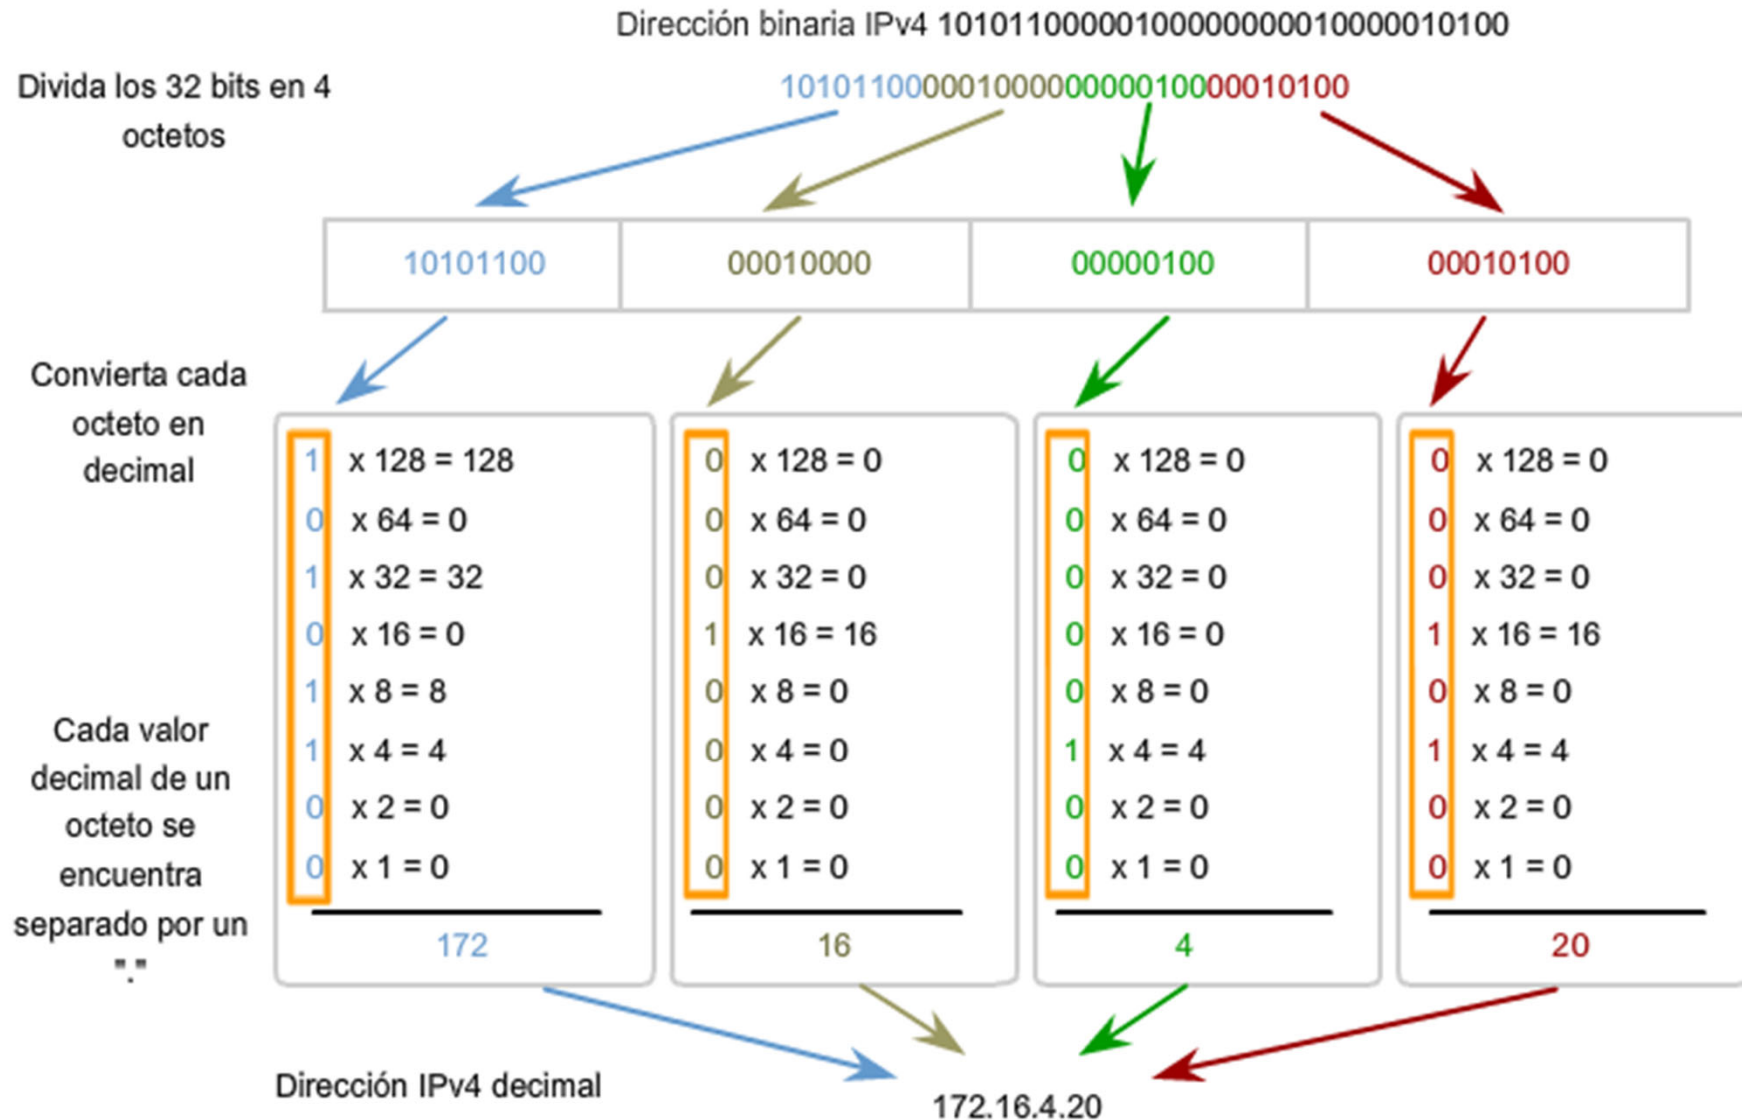 Dirección binaria IPv4 10101100000100000000010000010100
Divida los 32 bits en 4
octetos
10101100000100000000010000010100
10101100 00010000 00000100 00010100
Convierta cada
octeto en
decimal
1 x 128 = 128
0 x 64 = 0
1 x 32 = 32
0 x 16 = 0
1 x 8 = 8
1 x 4 = 4
0 x 2 = 0
0 x 1 = 0
172
0 x 128 = 0
0 x 64 = 0
0 x 32 = 0
1 x 16 = 16
0 x 8 = 0
0 x 4 = 0
0 x 2 = 0
0 x 1 = 0
16
0 x 128 = 0
0 x 64 = 0
0 x 32 = 0
0 x 16 = 0
0 x 8 = 0
1 x 4 = 4
0 x 2 = 0
0 x 1 = 0
4
0 x 128 = 0
0 x 64 = 0
0 x 32 = 0
1 x 16 = 16
0 x 8 = 0
1 x 4 = 4
0 x 2 = 0
0 x 1 = 0
20
Cada valor
decimal de un
octeto se
encuentra
separado por un
"."
Dirección IPv4 decimal
172.16.4.20